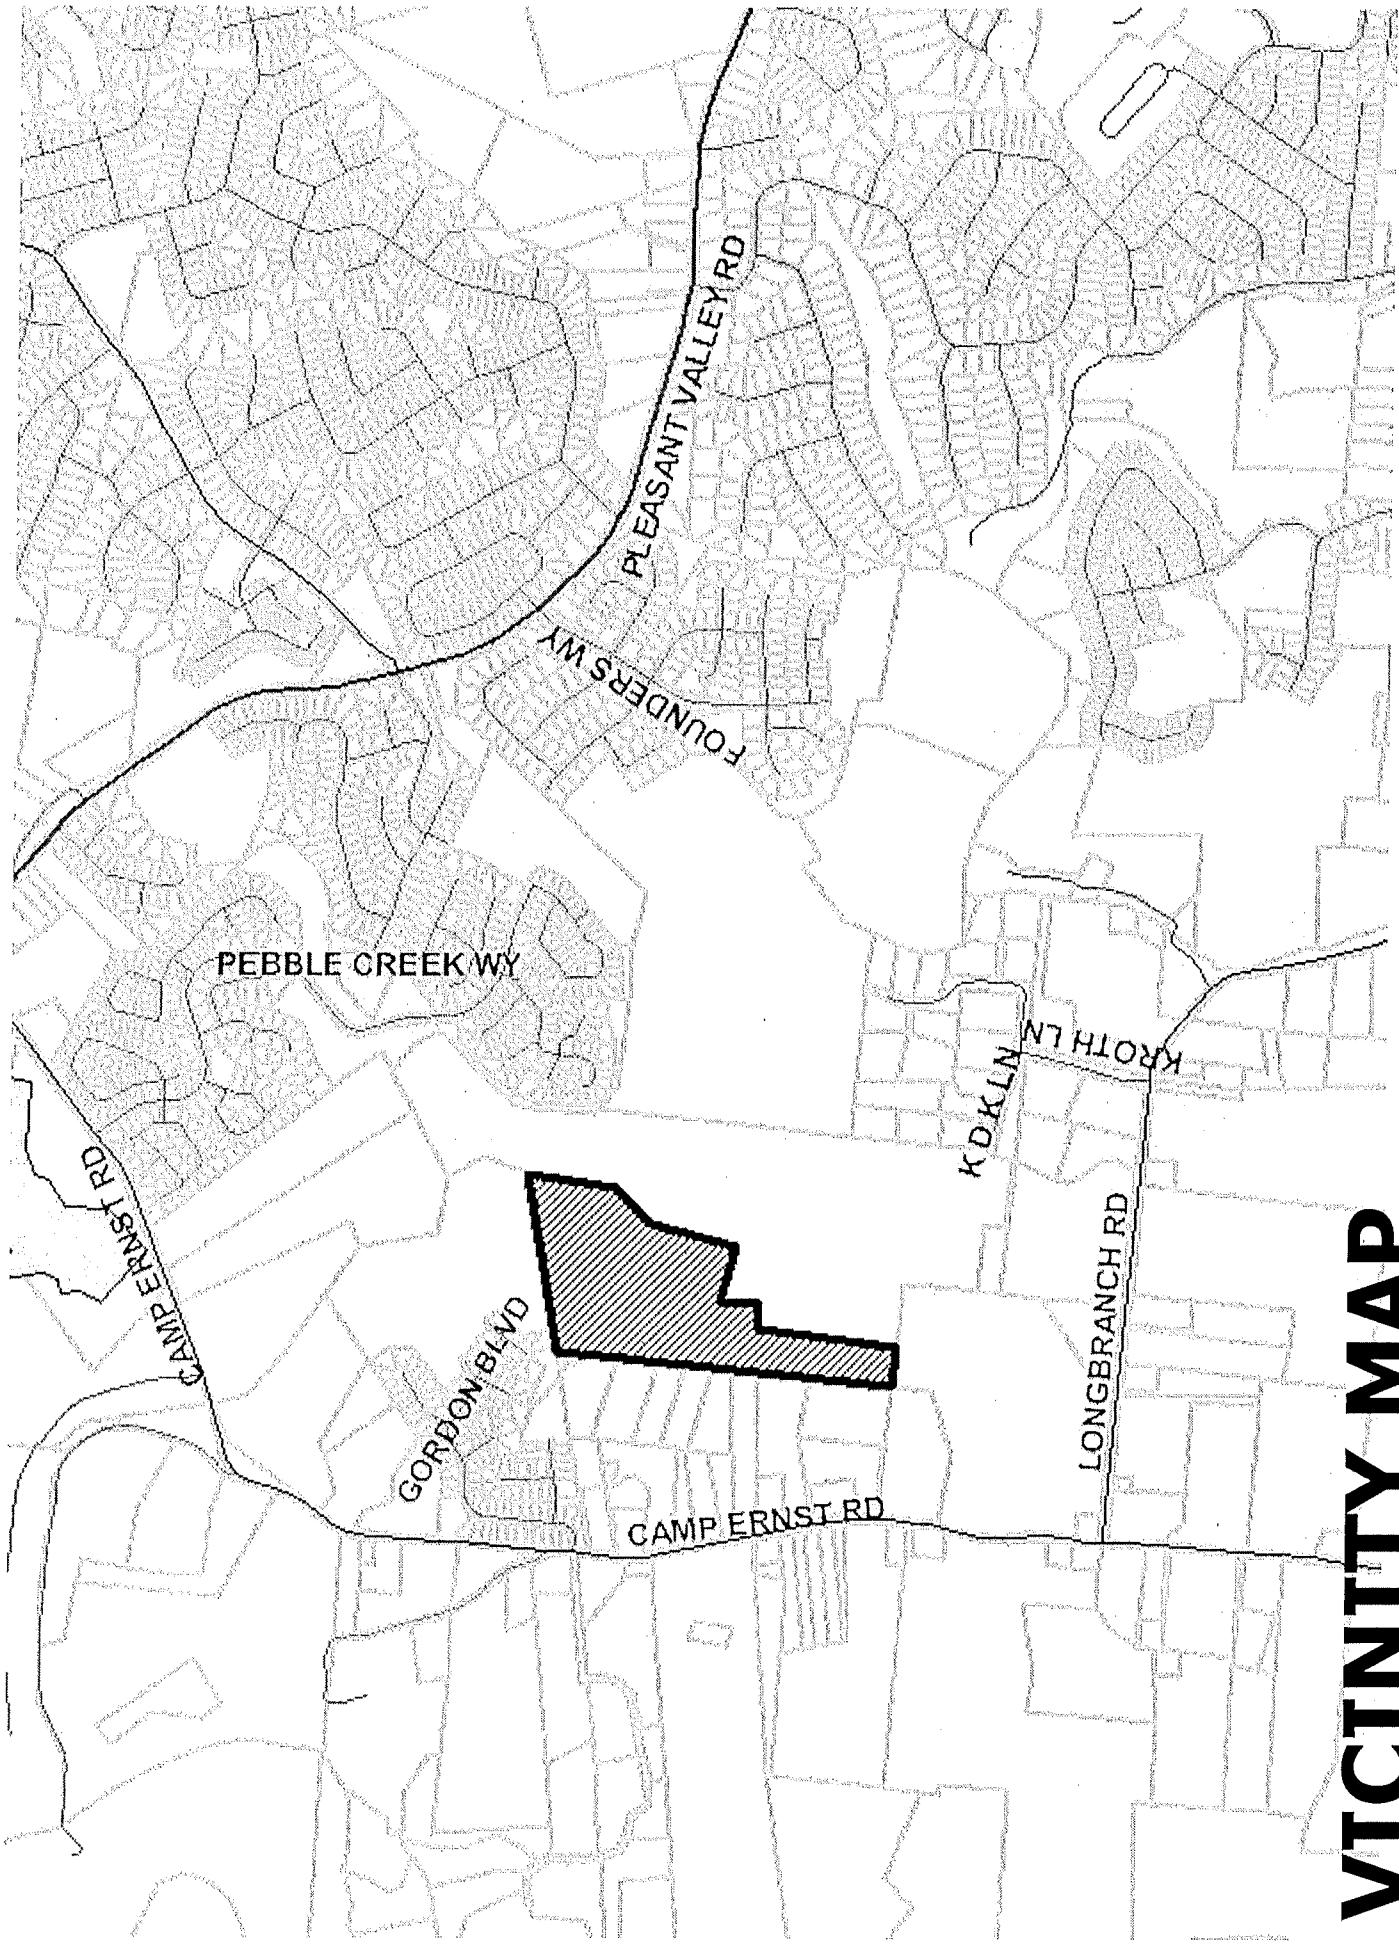 PLEASANT VALLEY RD
FOUNDERS WY
PEBBLE CREEK WY
KROTH LN
K D K LN
CAMP ERNST RD
LONGBRANCH RD
GORDON BLVD
CAMP ERNST RD
VICINITY MAP